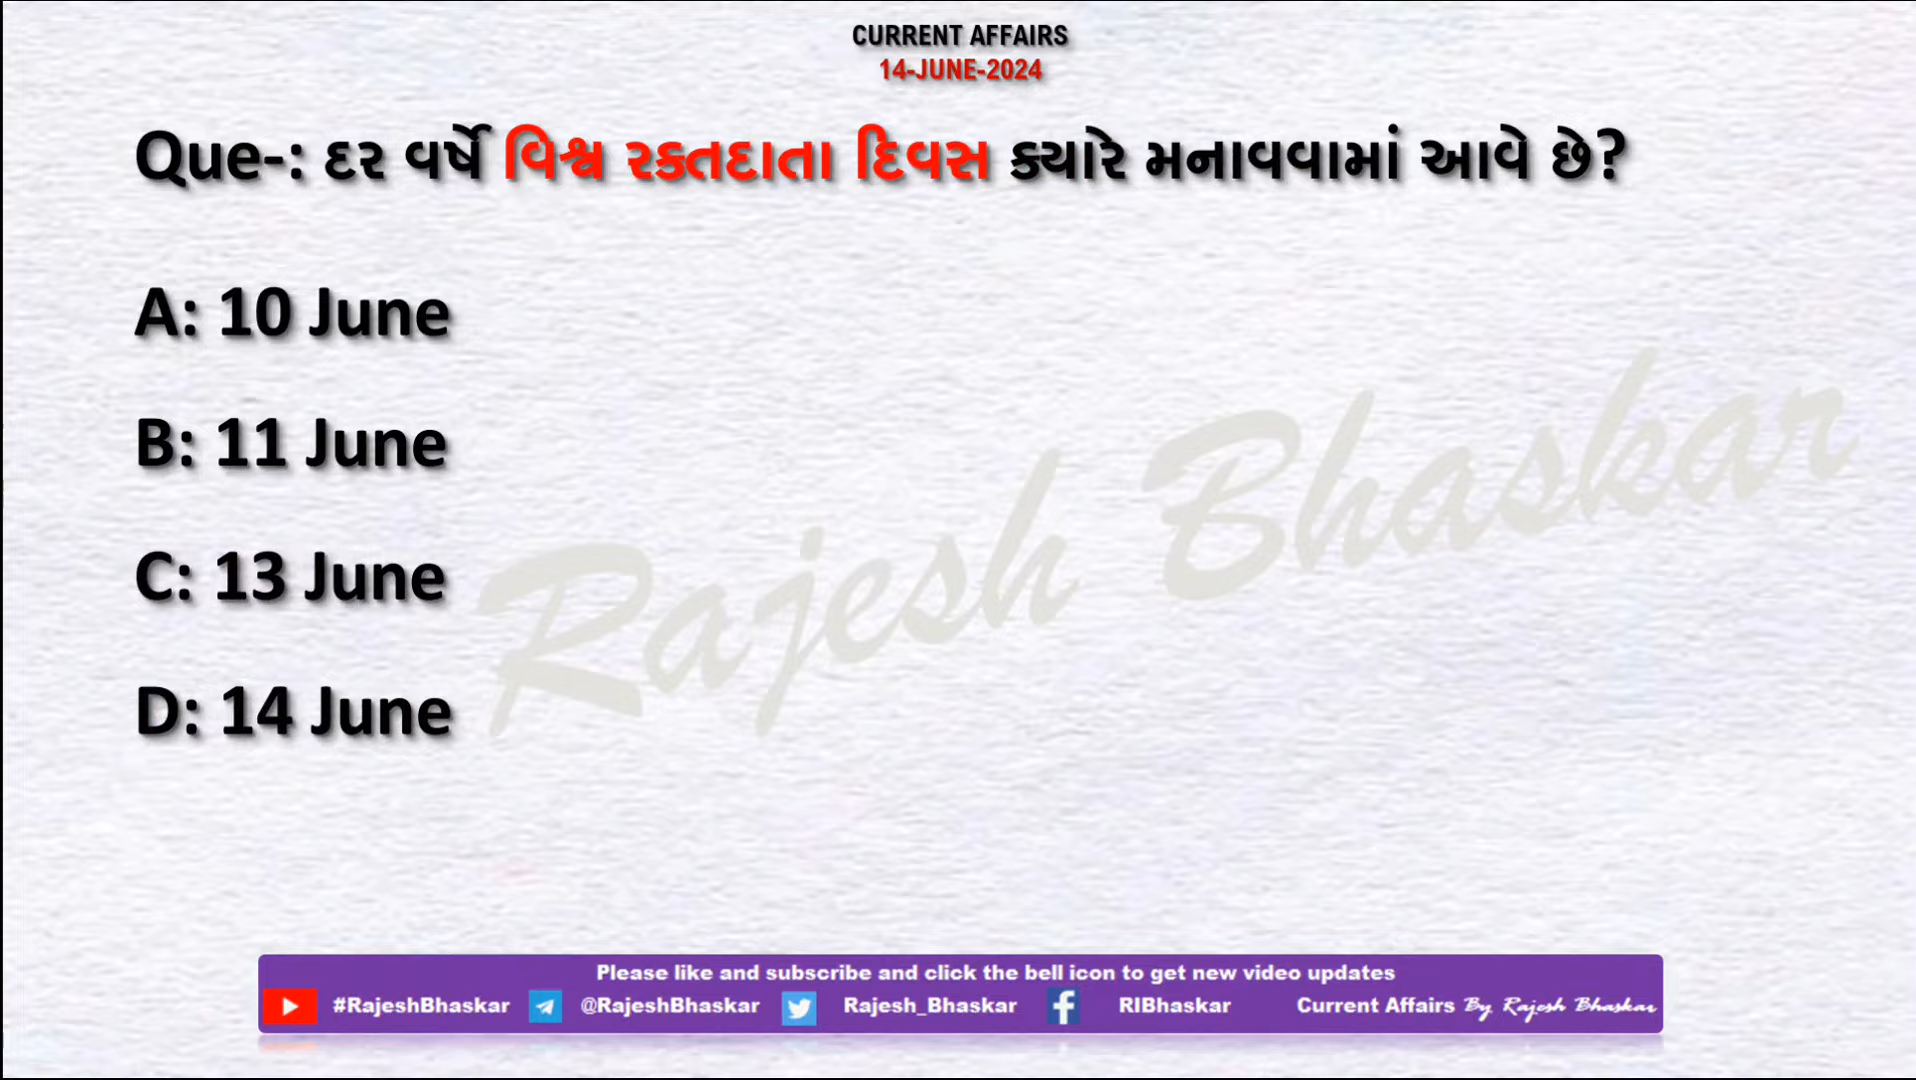 CURRENT AFFAIRS
14-JUNE-2024
Que-: દર વર્ષે વિશ્વ રક્તદાતા દિવસ ક્યારે મનાવવામાં આવે છે?
A: 10 June
B: 11 June
C: 13 June
D: 14 June
Rajesh Bhaskar
Please like and subscribe and click the bell icon to get new video updates
#RajeshBhaskar @RajeshBhaskar Rajesh_Bhaskar RIBhaskar Current Affairs By Rajesh Bhaskar